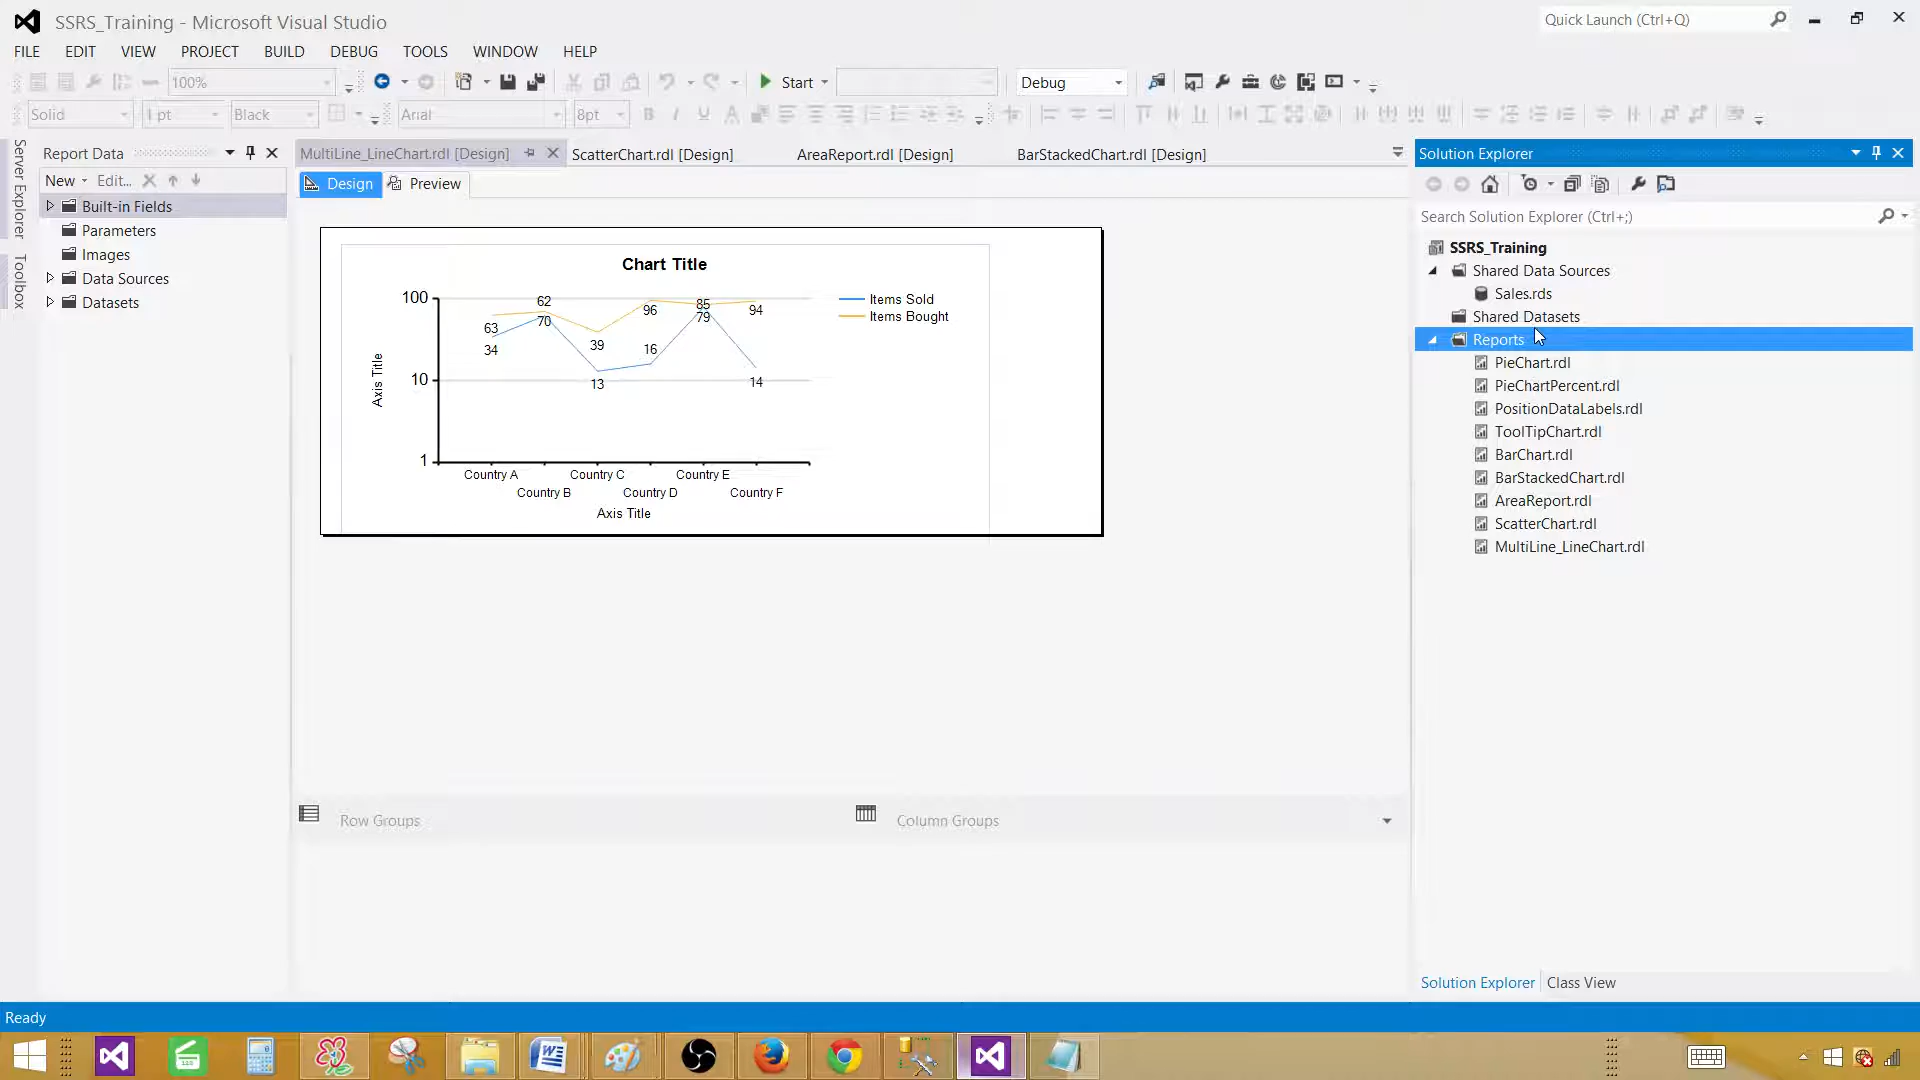 SSRS_Training - Microsoft Visual Studio
Quick Launch (Ctrl+Q)
FILE EDIT VIEW PROJECT BUILD DEBUG TOOLS WINDOW HELP
100% Start Debug
Solid 1 pt Black Arial 8pt
Server Explorer
Toolbox
Report Data
New Edit...
Built-in Fields
Parameters
Images
Data Sources
Datasets
MultiLine_LineChart.rdl [Design] ScatterChart.rdl [Design] AreaReport.rdl [Design] BarStackedChart.rdl [Design]
Design Preview
Chart Title
100
10
1
Axis Title
63
34
62
70
39
13
96
16
85
79
94
14
Items Sold
Items Bought
Country A Country C Country E
Country B Country D Country F
Axis Title
Row Groups Column Groups
Solution Explorer
Search Solution Explorer (Ctrl+;)
SSRS_Training
Shared Data Sources
Sales.rds
Shared Datasets
Reports
PieChart.rdl
PieChartPercent.rdl
PositionDataLabels.rdl
ToolTipChart.rdl
BarChart.rdl
BarStackedChart.rdl
AreaReport.rdl
ScatterChart.rdl
MultiLine_LineChart.rdl
Solution Explorer Class View
Ready